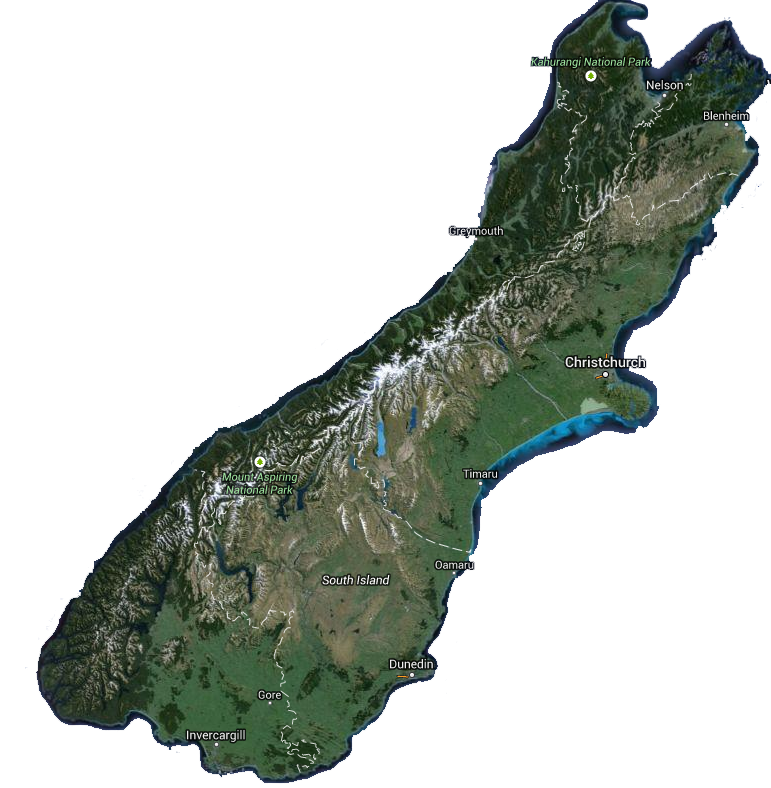 Kahurangi National Park
Nelson
Blenheim
Greymouth
Christchurch
Mount Aspiring
National Park
Timaru
Oamaru
South Island
Dunedin
Gore
Invercargill